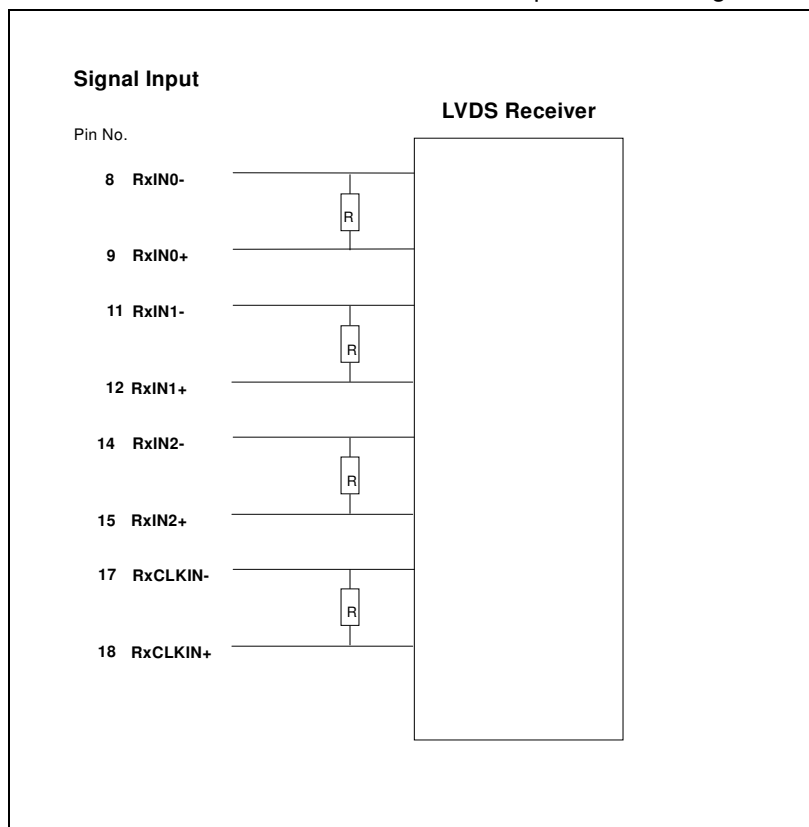 Signal Input
LVDS Receiver
Pin No.
8 RxIN0-
R
9 RxIN0+
11 RxIN1-
R
12 RxIN1+
14 RxIN2-
R
15 RxIN2+
17 RxCLKIN-
R
18 RxCLKIN+